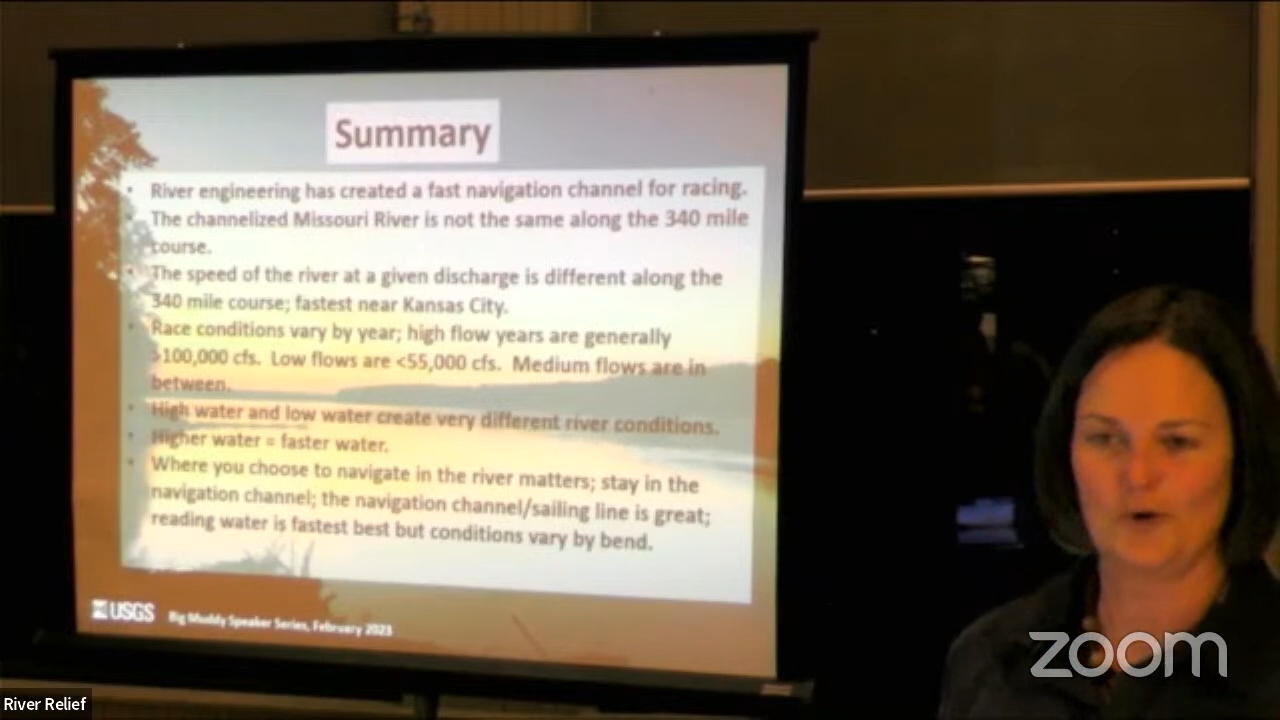 Summary
• River engineering has created a fast navigation channel for racing.
• The channelized Missouri River is not the same along the 340 mile
course.
• The speed of the river at a given discharge is different along the
340 mile course; fastest near Kansas City.
• Race conditions vary by year; high flow years are generally
>100,000 cfs. Low flows are <55,000 cfs. Medium flows are in
between.
• High water and low water create very different river conditions.
• Higher water = faster water.
• Where you choose to navigate in the river matters; stay in the
navigation channel; the navigation channel/sailing line is great;
reading water is fastest best but conditions vary by bend.
USGS
Big Muddy Speaker Series, February 2023
zoom
River Relief